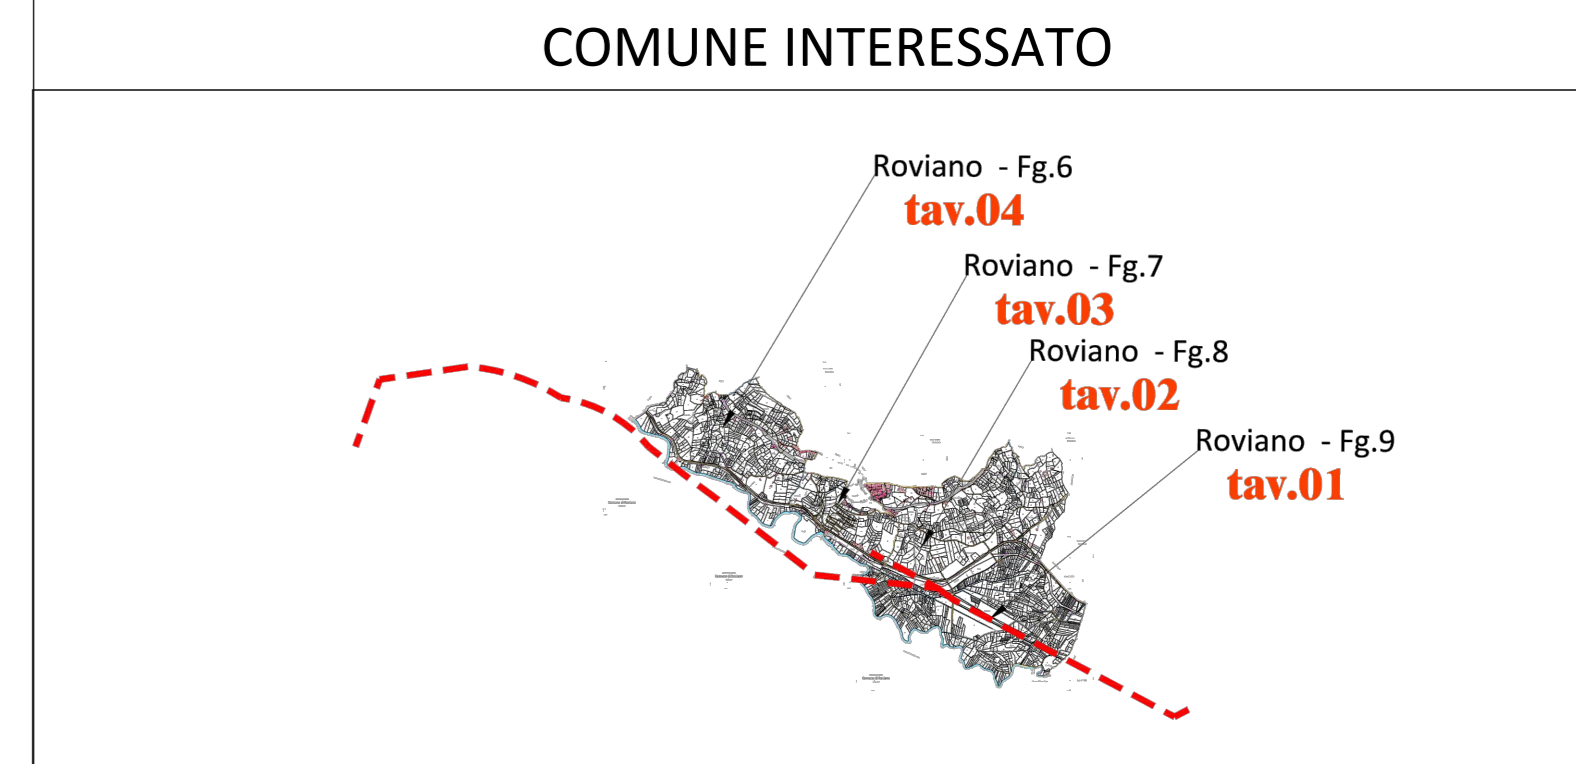 COMUNE INTERESSATO
Roviano - Fg.6
tav.04
Roviano - Fg.7
tav.03
Roviano - Fg.8
tav.02
Roviano - Fg.9
tav.01